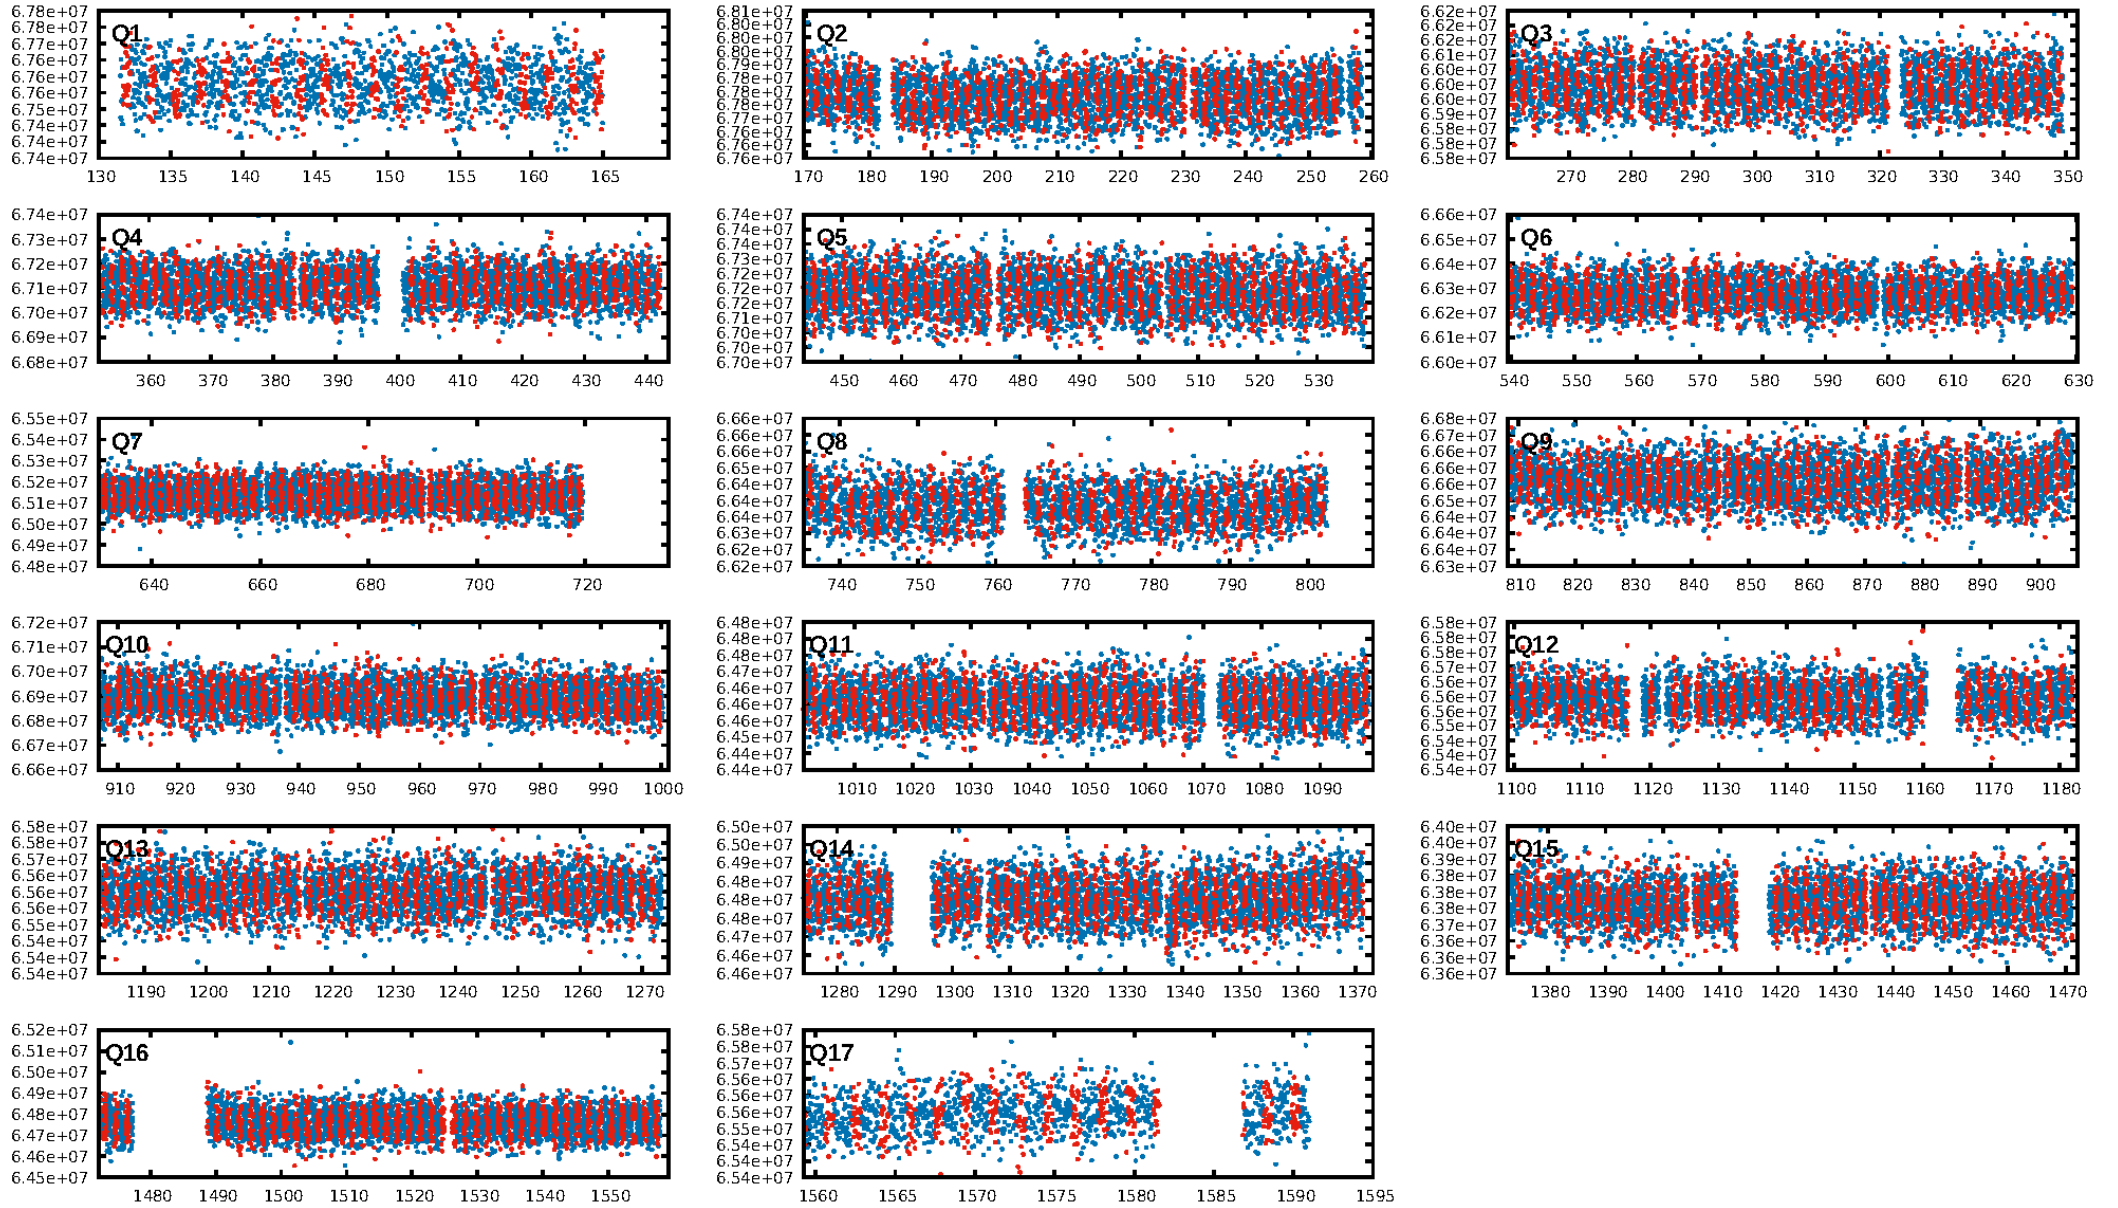 6.78e+07
6.78e+07
6.77e+07
6.77e+07
6.76e+07
6.76e+07
6.75e+07
6.74e+07
6.74e+07
6.74e+07
Q1
130 135 140 145 150 155 160 165
6.81e+07
6.80e+07
6.80e+07
6.80e+07
6.79e+07
6.78e+07
6.78e+07
6.78e+07
6.77e+07
6.76e+07
6.76e+07
6.76e+07
Q2
170 180 190 200 210 220 230 240 250 260
6.62e+07
6.62e+07
6.62e+07
6.61e+07
6.60e+07
6.60e+07
6.60e+07
6.59e+07
6.58e+07
6.58e+07
6.58e+07
Q3
270 280 290 300 310 320 330 340 350
6.74e+07
6.73e+07
6.72e+07
6.71e+07
6.70e+07
6.69e+07
6.68e+07
Q4
360 370 380 390 400 410 420 430 440
6.74e+07
6.74e+07
6.74e+07
6.73e+07
6.72e+07
6.72e+07
6.72e+07
6.71e+07
6.70e+07
6.70e+07
6.70e+07
Q5
450 460 470 480 490 500 510 520 530
6.66e+07
6.65e+07
6.64e+07
6.63e+07
6.62e+07
6.61e+07
6.60e+07
Q6
540 550 560 570 580 590 600 610 620 630
6.55e+07
6.54e+07
6.53e+07
6.52e+07
6.51e+07
6.50e+07
6.49e+07
6.48e+07
Q7
640 660 680 700 720
6.66e+07
6.66e+07
6.66e+07
6.65e+07
6.64e+07
6.64e+07
6.64e+07
6.63e+07
6.62e+07
6.62e+07
Q8
740 750 760 770 780 790 800
6.68e+07
6.67e+07
6.66e+07
6.66e+07
6.66e+07
6.65e+07
6.64e+07
6.64e+07
6.64e+07
6.63e+07
Q9
810 820 830 840 850 860 870 880 890 900
6.72e+07
6.71e+07
6.70e+07
6.69e+07
6.68e+07
6.67e+07
6.66e+07
Q10
910 920 930 940 950 960 970 980 990 1000
6.48e+07
6.48e+07
6.48e+07
6.47e+07
6.46e+07
6.46e+07
6.46e+07
6.45e+07
6.44e+07
6.44e+07
Q11
1010 1020 1030 1040 1050 1060 1070 1080 1090
6.58e+07
6.58e+07
6.58e+07
6.57e+07
6.56e+07
6.56e+07
6.56e+07
6.55e+07
6.54e+07
6.54e+07
6.54e+07
Q12
1100 1110 1120 1130 1140 1150 1160 1170 1180
6.58e+07
6.58e+07
6.57e+07
6.56e+07
6.56e+07
6.56e+07
6.55e+07
6.54e+07
6.54e+07
6.54e+07
Q13
1190 1200 1210 1220 1230 1240 1250 1260 1270
6.50e+07
6.50e+07
6.49e+07
6.48e+07
6.48e+07
6.48e+07
6.47e+07
6.46e+07
6.46e+07
Q14
1280 1290 1300 1310 1320 1330 1340 1350 1360 1370
6.40e+07
6.40e+07
6.39e+07
6.38e+07
6.38e+07
6.38e+07
6.37e+07
6.36e+07
6.36e+07
6.36e+07
Q15
1380 1390 1400 1410 1420 1430 1440 1450 1460 1470
6.52e+07
6.51e+07
6.50e+07
6.49e+07
6.48e+07
6.47e+07
6.46e+07
6.45e+07
Q16
1480 1490 1500 1510 1520 1530 1540 1550
6.58e+07
6.58e+07
6.57e+07
6.56e+07
6.56e+07
6.56e+07
6.55e+07
6.54e+07
6.54e+07
6.54e+07
Q17
1560 1565 1570 1575 1580 1585 1590 1595